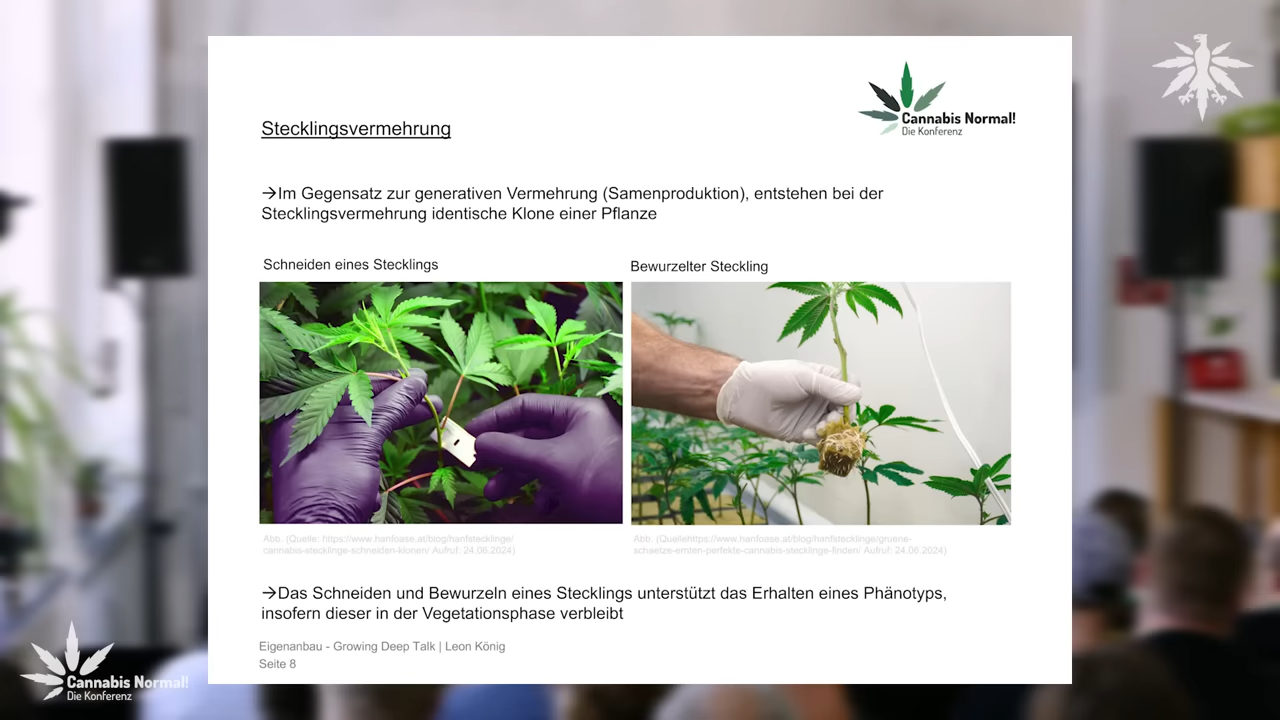 Cannabis Normal!
Die Konferenz
Stecklingsvermehrung
→Im Gegensatz zur generativen Vermehrung (Samenproduktion), entstehen bei der
Stecklingsvermehrung identische Klone einer Pflanze
Schneiden eines Stecklings
Bewurzelter Steckling
Abb. (Quelle: https://www.hanfoase.at/blog/hanfstecklinge/
cannabis-stecklinge-schneiden-klonen/ Aufruf: 24.06.2024)
Abb. (Quellehttps://www.hanfoase.at/blog/hanfstecklinge/gruene-
schaetze-ernten-perfekte-cannabis-stecklinge-finden/ Aufruf: 24.06.2024)
→Das Schneiden und Bewurzeln eines Stecklings unterstützt das Erhalten eines Phänotyps,
insofern dieser in der Vegetationsphase verbleibt
Eigenanbau - Growing Deep Talk | Leon König
Seite 8
Cannabis Normal!
Die Konferenz